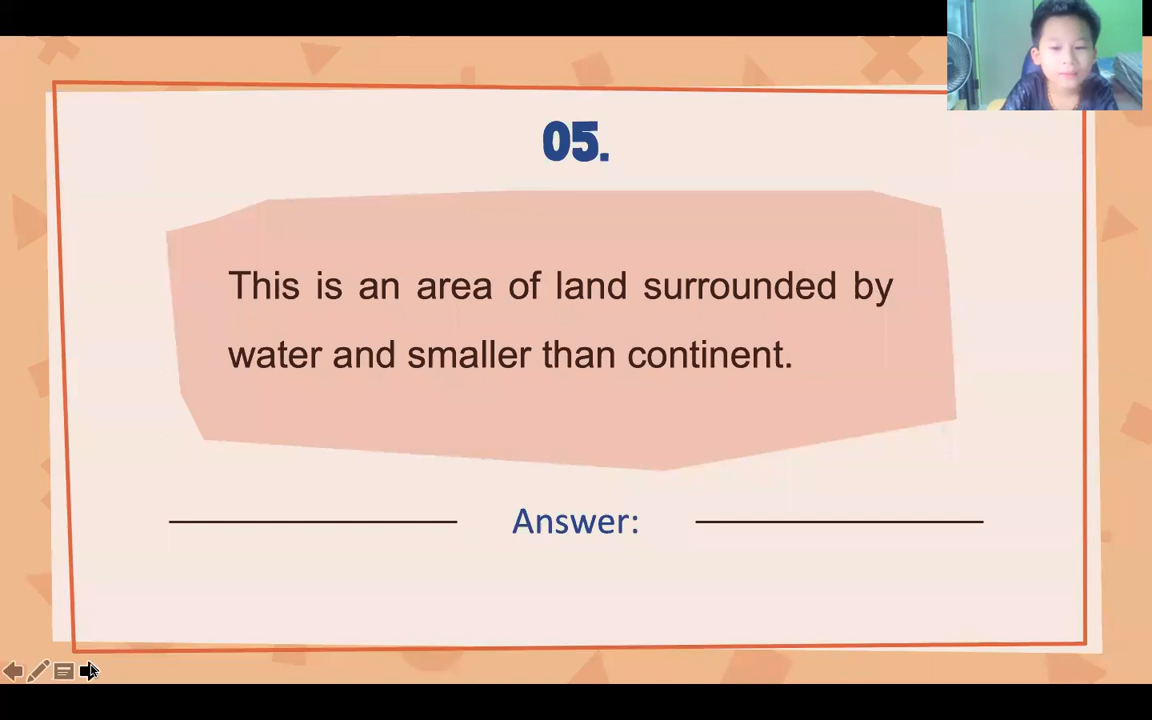 05.
This is an area of land surrounded by
water and smaller than continent.
Answer: